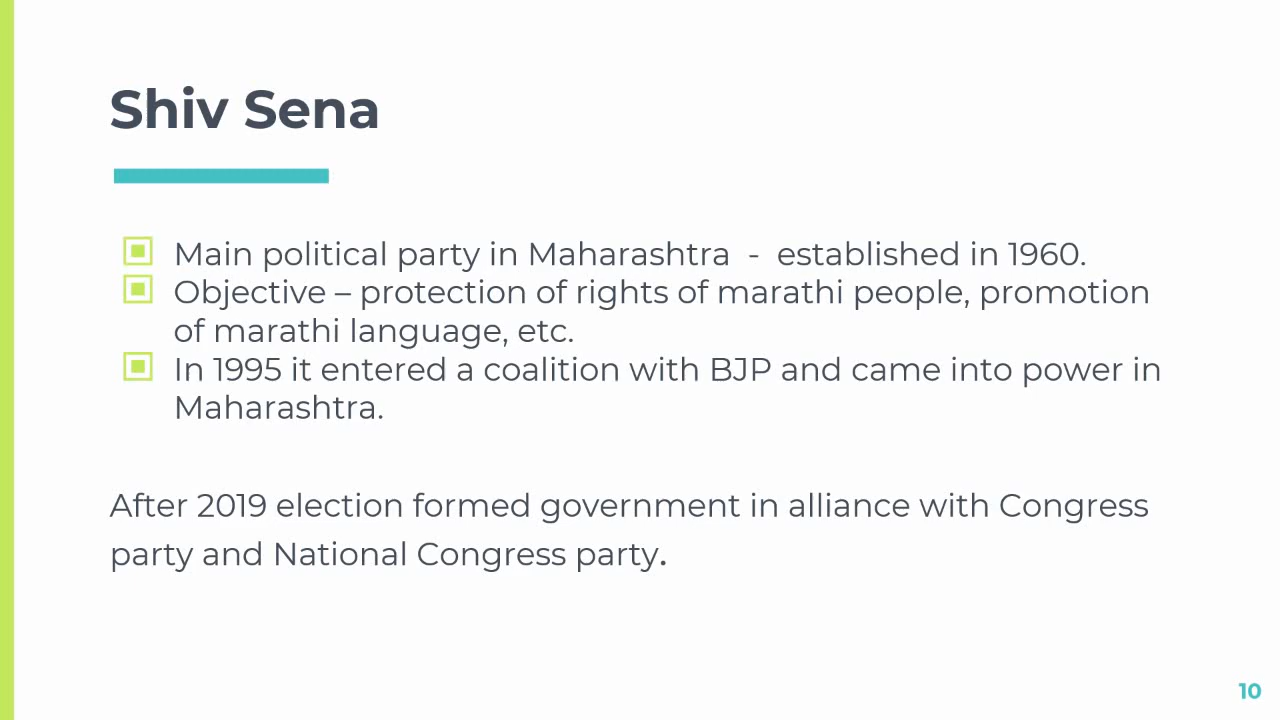 Shiv Sena
Main political party in Maharashtra - established in 1960.
Objective – protection of rights of marathi people, promotion
of marathi language, etc.
In 1995 it entered a coalition with BJP and came into power in
Maharashtra.
After 2019 election formed government in alliance with Congress
party and National Congress party.
10